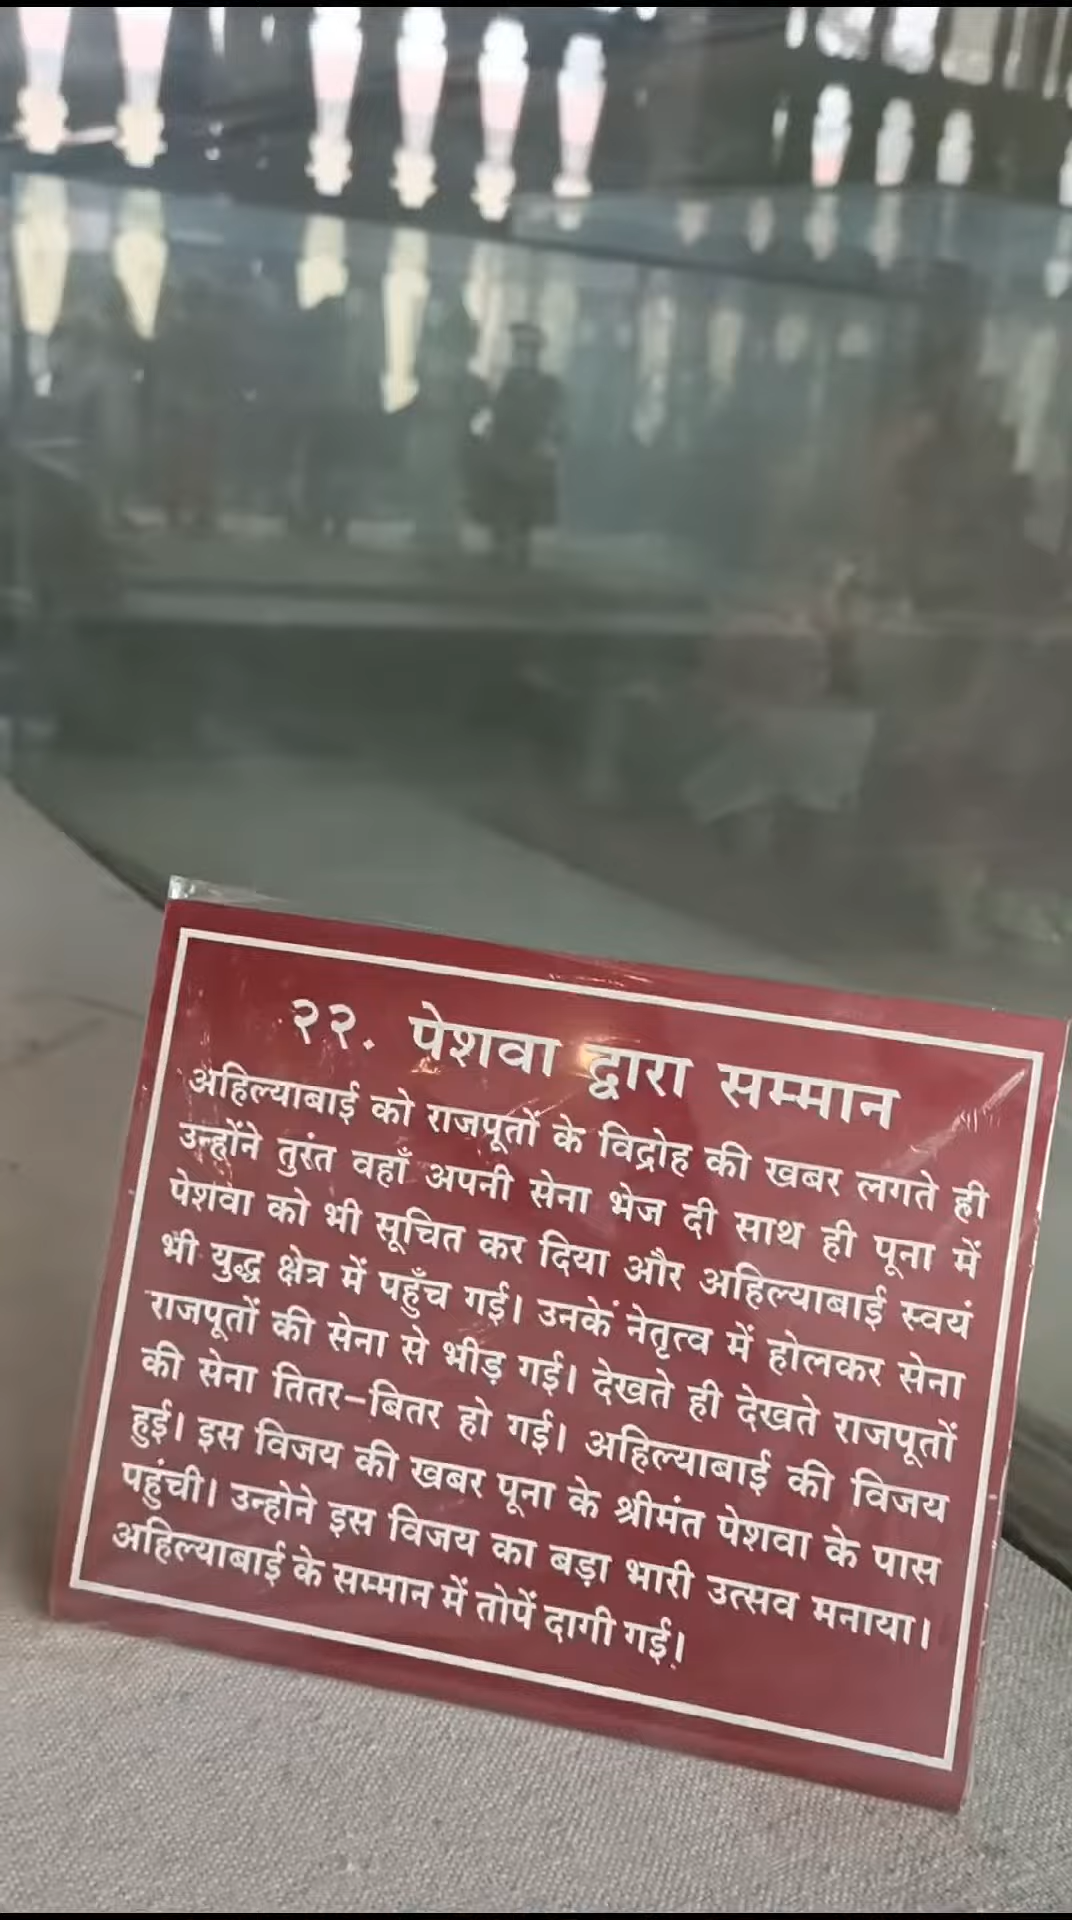 २२. पेशवा द्वारा सम्मान
अहिल्याबाई को राजपूतों के विद्रोह की खबर लगते ही
उन्होंने तुरंत वहाँ अपनी सेना भेज दी साथ ही पूना में
पेशवा को भी सूचित कर दिया और अहिल्याबाई स्वयं
भी युद्ध क्षेत्र में पहुँच गई। उनके नेतृत्व में होलकर सेना
राजपूतों की सेना से भीड़ गई। देखते ही देखते राजपूतों
की सेना तितर-बितर हो गई। अहिल्याबाई की विजय
हुई। इस विजय की खबर पूना के श्रीमंत पेशवा के पास
पहुंची। उन्होने इस विजय का बड़ा भारी उत्सव मनाया।
अहिल्याबाई के सम्मान में तोपें दागी गई।